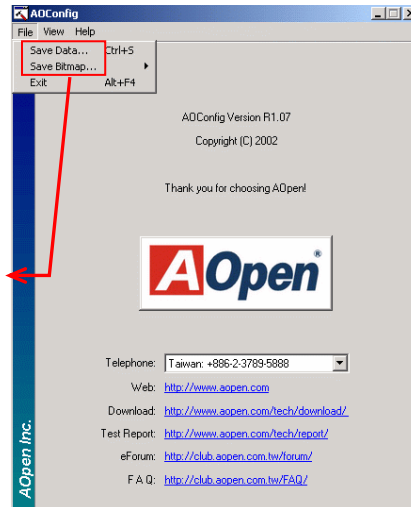 AOConfig
File View Help
Save Data... Ctrl+S
Save Bitmap...
Exit Alt+F4
AOConfig Version R1.07
Copyright (C) 2002
Thank you for choosing AOpen!
AOpen®
Telephone: Taiwan: +886-2-3789-5888
Web: http://www.aopen.com
Download: http://www.aopen.com/tech/download/
Test Report: http://www.aopen.com/tech/report/
eForum: http://club.aopen.com.tw/forum/
F A Q: http://club.aopen.com.tw/FAQ/
AOpen Inc.